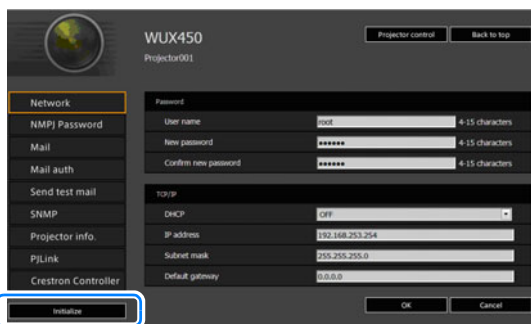 WUX450
Projector control
Back to top
Projector001
Network
NMPJ Password
Mail
Mail auth
Send test mail
SNMP
Projector info.
PJLink
Crestron Controller
Initialize
Password
User name
root
4-15 characters
New password
••••••
4-15 characters
Confirm new password
••••••
4-15 characters
TCP/IP
DHCP
OFF
IP address
192.168.253.254
Subnet mask
255.255.255.0
Default gateway
0.0.0.0
OK
Cancel